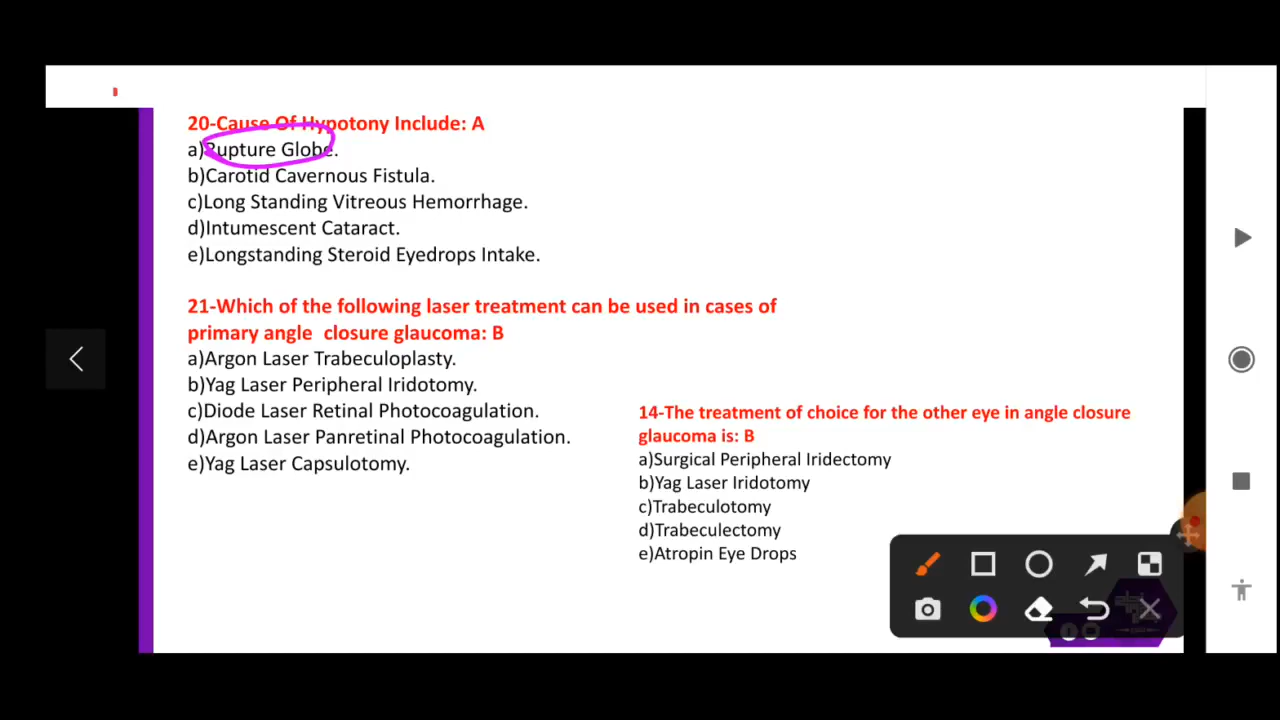 20-Cause Of Hypotony Include: A
a)Rupture Globe.
b)Carotid Cavernous Fistula.
c)Long Standing Vitreous Hemorrhage.
d)Intumescent Cataract.
e)Longstanding Steroid Eyedrops Intake.
21-Which of the following laser treatment can be used in cases of
primary angle closure glaucoma: B
a)Argon Laser Trabeculoplasty.
b)Yag Laser Peripheral Iridotomy.
c)Diode Laser Retinal Photocoagulation.
d)Argon Laser Panretinal Photocoagulation.
e)Yag Laser Capsulotomy.
14-The treatment of choice for the other eye in angle closure
glaucoma is: B
a)Surgical Peripheral Iridectomy
b)Yag Laser Iridotomy
c)Trabeculotomy
d)Trabeculectomy
e)Atropin Eye Drops